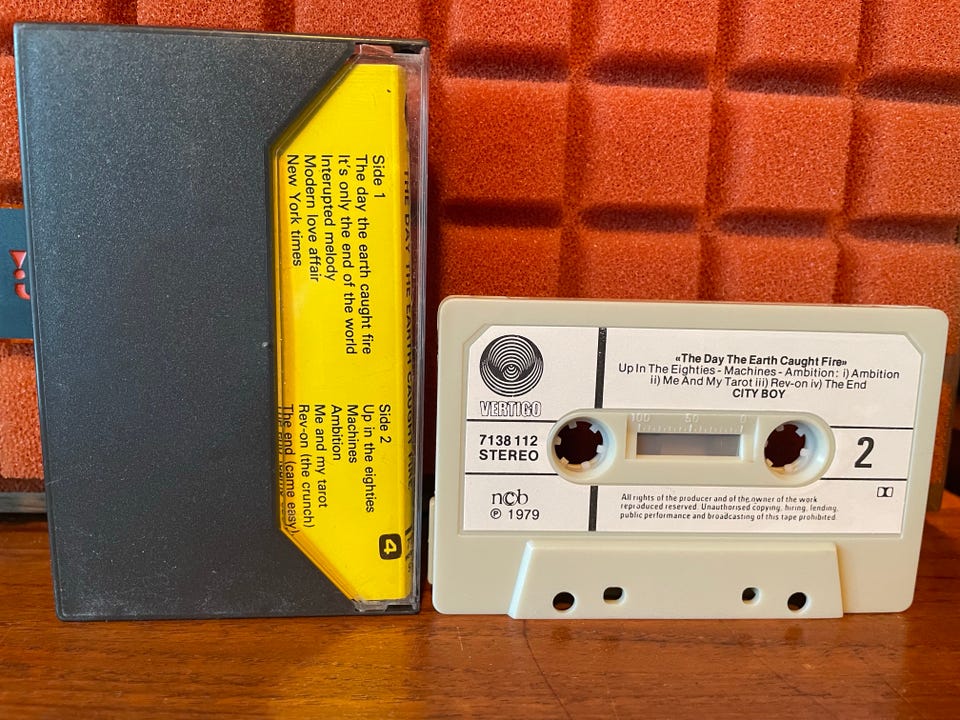 THE DAY THE EARTH CAUGHT FIRE
Side 1
The day the earth caught fire
It's only the end of the world
Interupted melody
Modern love affair
New York times
Side 2
Up in the eighties
Machines
Ambition
Me and my tarot
Rev-on (the crunch)
The end (came easy)
4
VERTIGO
«The Day The Earth Caught Fire»
Up In The Eighties - Machines - Ambition: i) Ambition
ii) Me And My Tarot iii) Rev-on iv) The End
CITY BOY
7138 112
STEREO
100 50 0
2
ncb
℗ 1979
All rights of the producer and of the owner of the work
reproduced reserved. Unauthorised copying, hiring, lending,
public performance and broadcasting of this tape prohibited.